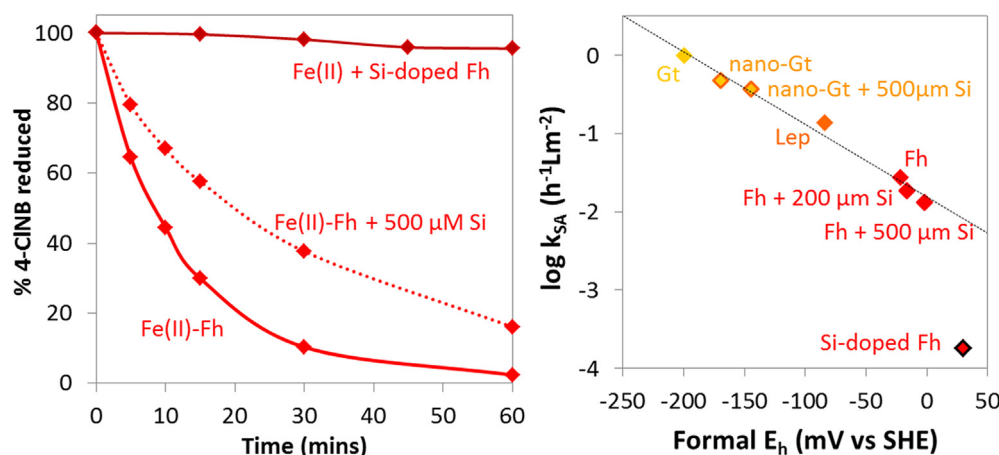 % 4-ClNB reduced
100
80
60
40
20
0
Fe(II) + Si-doped Fh
Fe(II)-Fh + 500 µM Si
Fe(II)-Fh
0
10
20
30
40
50
60
Time (mins)
log kSA (h-1Lm-2)
0
-1
-2
-3
-4
Gt
nano-Gt
nano-Gt + 500µm Si
Lep
Fh
Fh + 200 µm Si
Fh + 500 µm Si
Si-doped Fh
-250
-200
-150
-100
-50
0
50
Formal Eh (mV vs SHE)